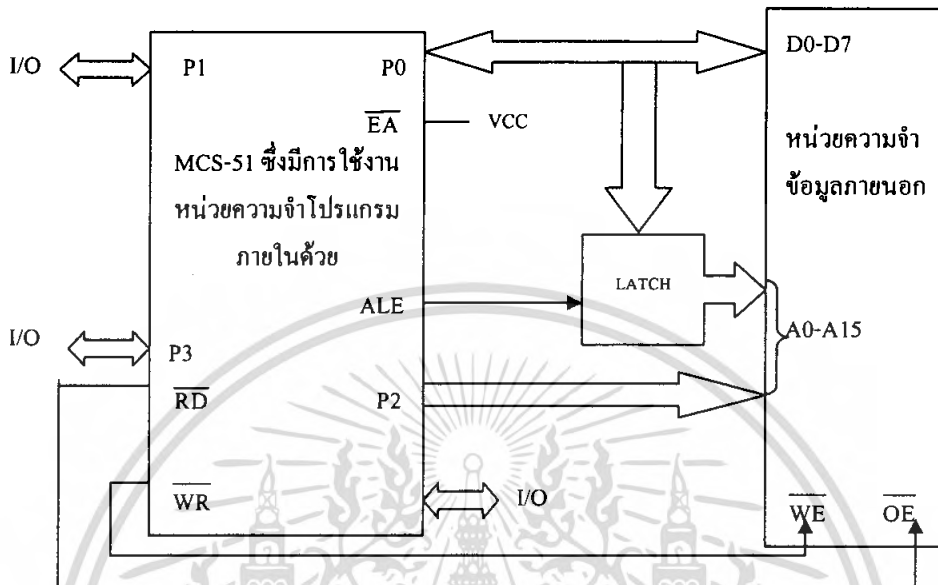 I/O
P1
P0
D0-D7
EA
VCC
MCS-51 ซึ่งมีการใช้งาน
หน่วยความจำโปรแกรม
ภายในด้วย
หน่วยความจำ
ข้อมูลภายนอก
LATCH
ALE
A0-A15
I/O
P3
RD
P2
WR
I/O
WE
OE